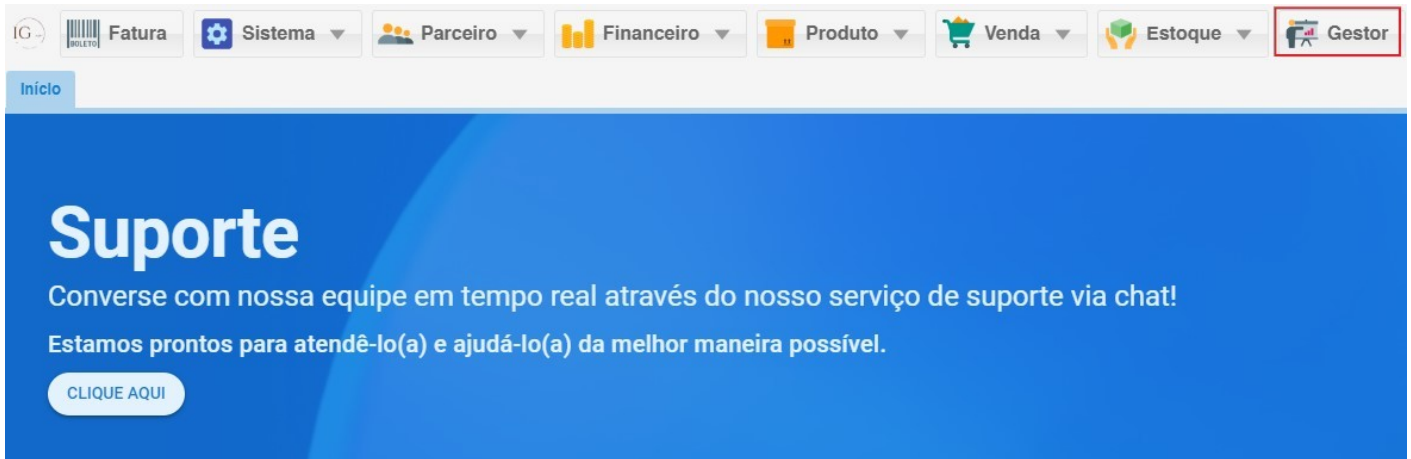 IG
BOLETO Fatura Sistema Parceiro Financeiro Produto Venda Estoque Gestor
Início
Suporte
Converse com nossa equipe em tempo real através do nosso serviço de suporte via chat!
Estamos prontos para atendê-lo(a) e ajudá-lo(a) da melhor maneira possível.
CLIQUE AQUI